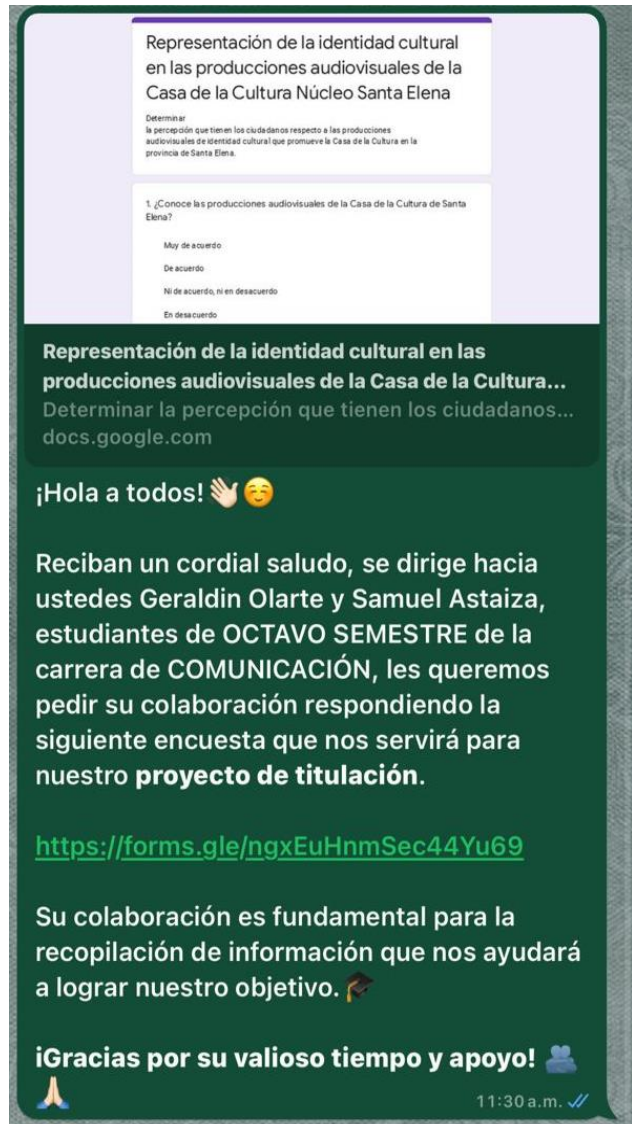 Representación de la identidad cultural
en las producciones audiovisuales de la
Casa de la Cultura Núcleo Santa Elena
Determinar
la percepción que tienen los ciudadanos respecto a las producciones
audiovisuales de identidad cultural que promueve la Casa de la Cultura en la
provincia de Santa Elena.
1. ¿Conoce las producciones audiovisuales de la Casa de la Cultura de Santa
Elena?
Muy de acuerdo
De acuerdo
Ni de acuerdo, ni en desacuerdo
En desacuerdo
Representación de la identidad cultural en las
producciones audiovisuales de la Casa de la Cultura...
Determinar la percepción que tienen los ciudadanos...
docs.google.com
¡Hola a todos! 👋🏻☺️
Reciban un cordial saludo, se dirige hacia
ustedes Geraldin Olarte y Samuel Astaiza,
estudiantes de OCTAVO SEMESTRE de la
carrera de COMUNICACIÓN, les queremos
pedir su colaboración respondiendo la
siguiente encuesta que nos servirá para
nuestro proyecto de titulación.
https://forms.gle/ngxEuHnmSec44Yu69
Su colaboración es fundamental para la
recopilación de información que nos ayudará
a lograr nuestro objetivo. 🎓
¡Gracias por su valioso tiempo y apoyo! 🫂
🙏🏻
11:30 a.m.